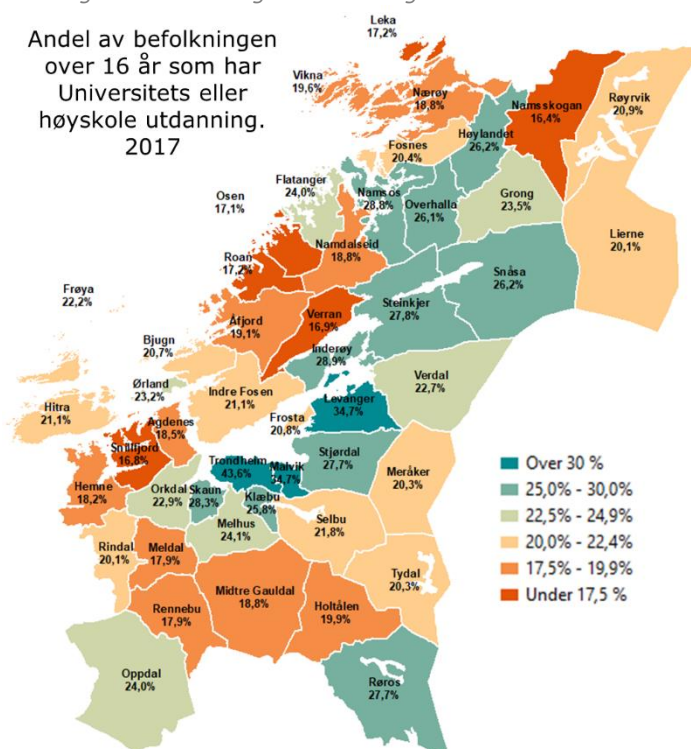 Andel av befolkningen
over 16 år som har
Universitets eller
høyskole utdanning.
2017
Leka
17,2%
Vikna
19,6%
Nærøy
18,8%
Namsskogan
16,4%
Røyrvik
20,9%
Høylandet
26,2%
Fosnes
20,4%
Flatanger
24,0%
Namsos
28,8%
Overhalla
26,1%
Grong
23,5%
Osen
17,1%
Lierne
20,1%
Namdalseid
18,8%
Roan
17,2%
Snåsa
26,2%
Frøya
22,2%
Steinkjer
27,8%
Verran
16,9%
Åfjord
19,1%
Bjugn
20,7%
Inderøy
28,9%
Verdal
22,7%
Ørland
23,2%
Indre Fosen
21,1%
Levanger
34,7%
Hitra
21,1%
Agdenes
18,5%
Frosta
20,8%
Snillfjord
16,8%
Stjørdal
27,7%
Trondheim
43,6%
Malvik
34,7%
Meråker
20,3%
Hemne
18,2%
Orkdal
22,9%
Skaun
28,3%
Klæbu
25,8%
Melhus
24,1%
Selbu
21,8%
Rindal
20,1%
Meldal
17,9%
Tydal
20,3%
Midtre Gauldal
18,8%
Rennebu
17,9%
Holtålen
19,9%
Oppdal
24,0%
Røros
27,7%
Over 30 %
25,0% - 30,0%
22,5% - 24,9%
20,0% - 22,4%
17,5% - 19,9%
Under 17,5 %